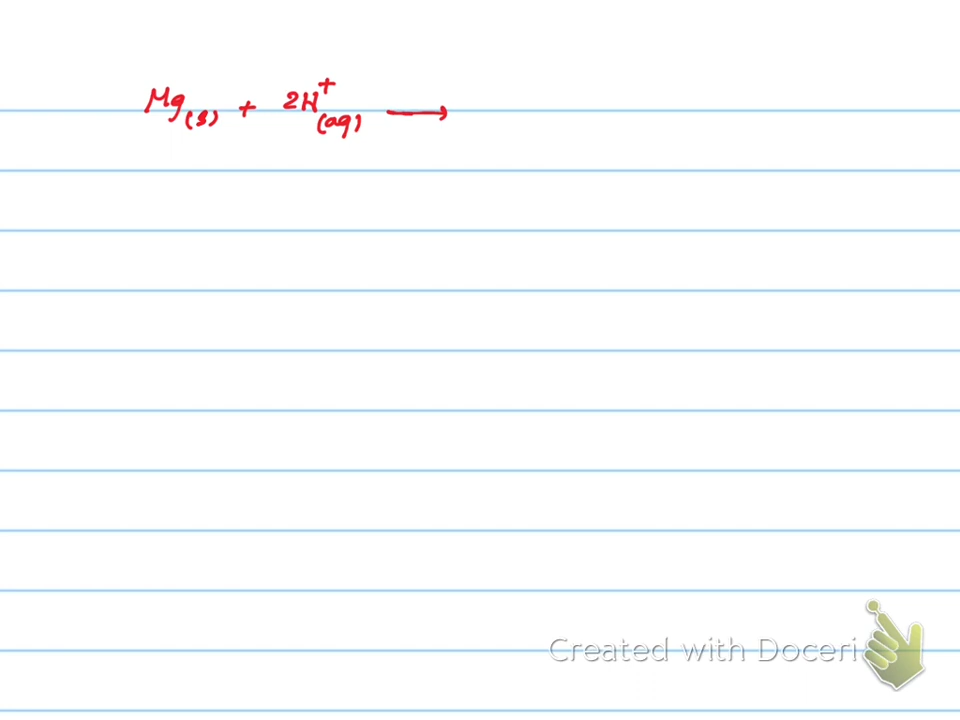 Mg(s) + 2H⁺(aq) ⟶
Created with Doceri